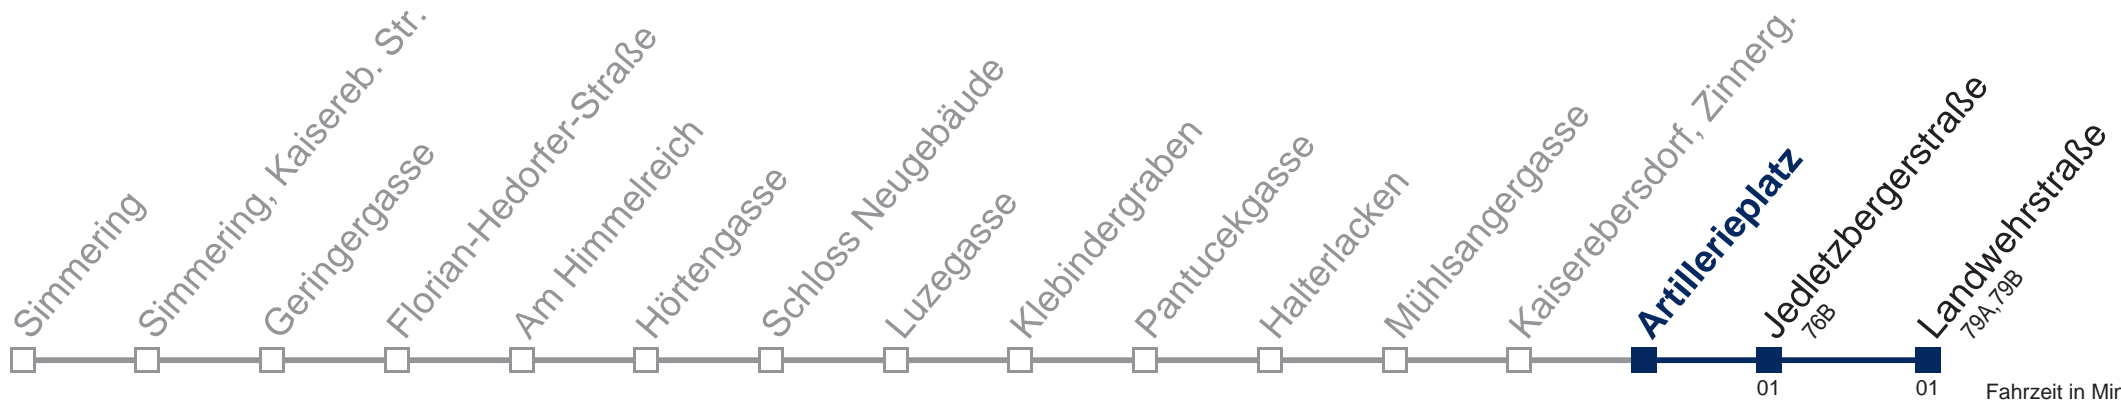 Simmering
Simmering, Kaisereb. Str.
Geringergasse
Florian-Hedorfer-Straße
Am Himmelreich
Hörtengasse
Schloss Neugebäude
Luzegasse
Klebindergraben
Pantucekgasse
Halterlacken
Mühlsangergasse
Kaiserebersdorf, Zinnerg.
Artillerieplatz
Jedletzbergerstraße
76B
Landwehrstraße
79A,79B
01
01
Fahrzeit in Min